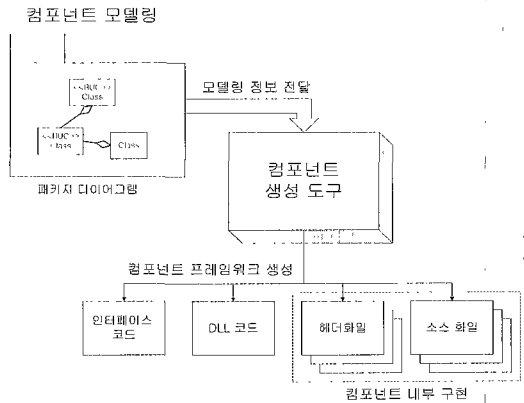 컴포넌트 모델링
<<BUC>>
Class
<<BUC>>
Class
Class
패키지 다이어그램
모델링 정보 전달
컴포넌트
생성 도구
컴포넌트 프레임워크 생성
인터페이스
코드
DLL 코드
헤더화일
소스 화일
컴포넌트 내부 구현